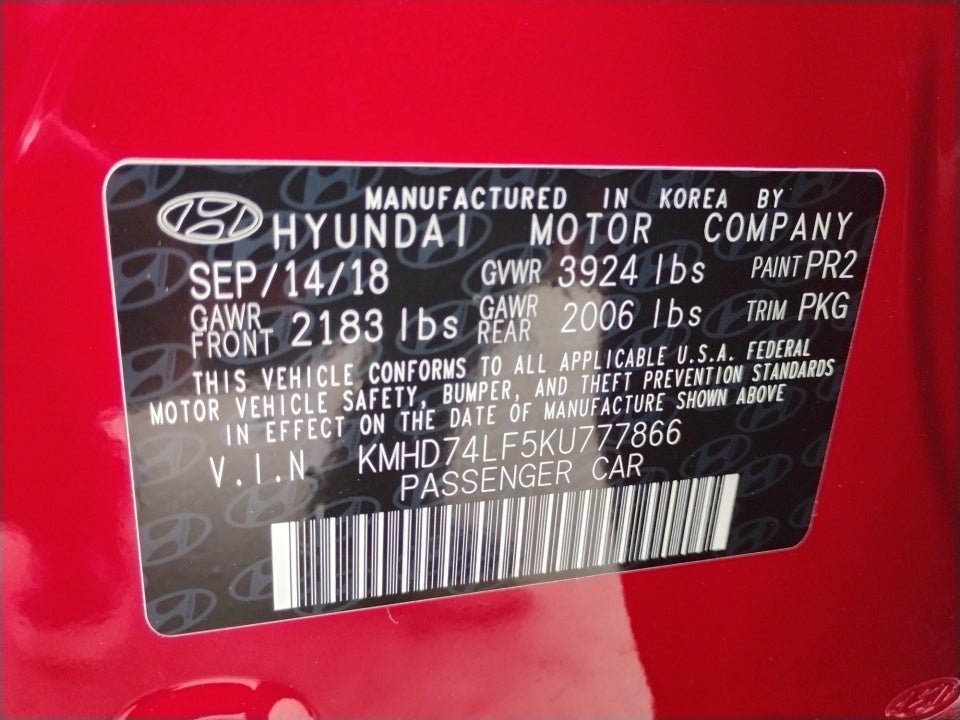 MANUFACTURED IN KOREA BY
HYUNDAI MOTOR COMPANY
SEP/14/18 GVWR 3924 lbs PAINT PR2
GAWR FRONT 2183 lbs GAWR REAR 2006 lbs TRIM PKG
THIS VEHICLE CONFORMS TO ALL APPLICABLE U.S.A. FEDERAL
MOTOR VEHICLE SAFETY, BUMPER, AND THEFT PREVENTION STANDARDS
IN EFFECT ON THE DATE OF MANUFACTURE SHOWN ABOVE
V.I.N KMHD74LF5KU777866
PASSENGER CAR